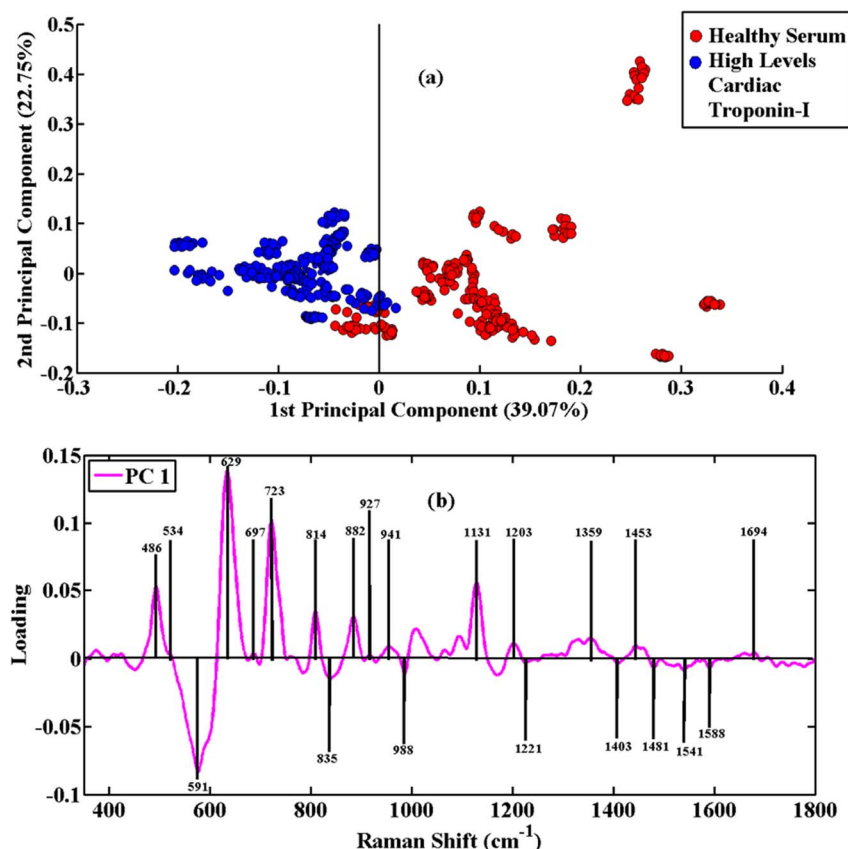 0.5
0.4
0.3
0.2
0.1
0
-0.1
-0.2
2nd Principal Component (22.75%)
(a)
Healthy Serum
High Levels
Cardiac
Troponin-I
-0.3 -0.2 -0.1 0 0.1 0.2 0.3 0.4
1st Principal Component (39.07%)
0.15
0.1
0.05
0
-0.05
-0.1
Loading
PC 1
(b)
629
723
927
486
534
697
814
882
941
1131
1203
1359
1453
1694
591
835
988
1221
1403
1481
1541
1588
400 600 800 1000 1200 1400 1600 1800
Raman Shift (cm-1)